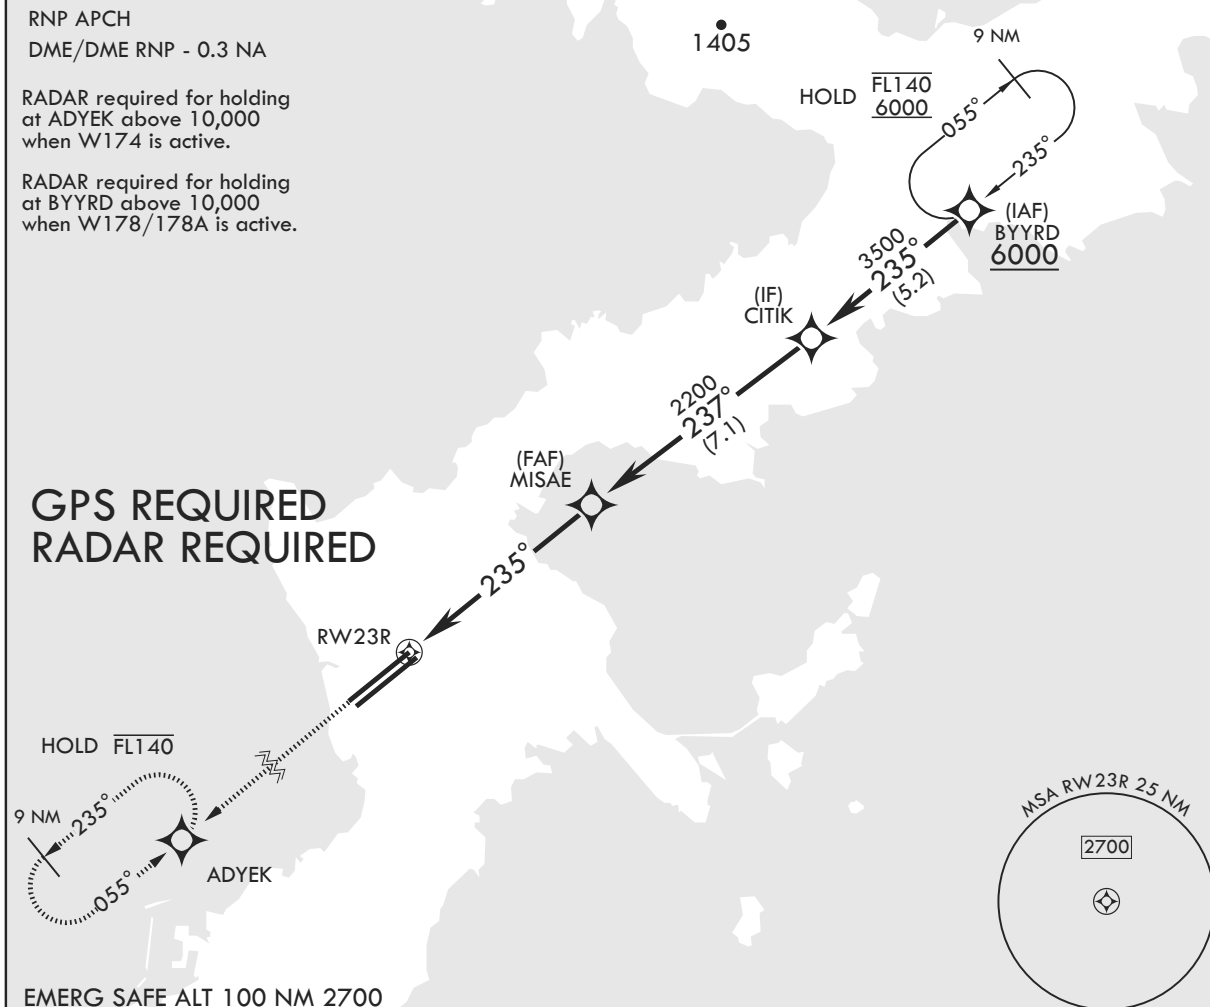 RNP APCH
DME/DME RNP - 0.3 NA
RADAR required for holding
at ADYEK above 10,000
when W174 is active.
RADAR required for holding
at BYYRD above 10,000
when W178/178A is active.
1405
9 NM
HOLD FL140
6000
055°
235°
(IAF)
BYYRD
6000
3500
235°
(5.2)
(IF)
CITIK
2200
237°
(7.1)
(FAF)
MISAE
GPS REQUIRED
RADAR REQUIRED
235°
RW23R
HOLD FL140
9 NM
235°
055°
ADYEK
MSA RW23R 25 NM
2700
EMERG SAFE ALT 100 NM 2700